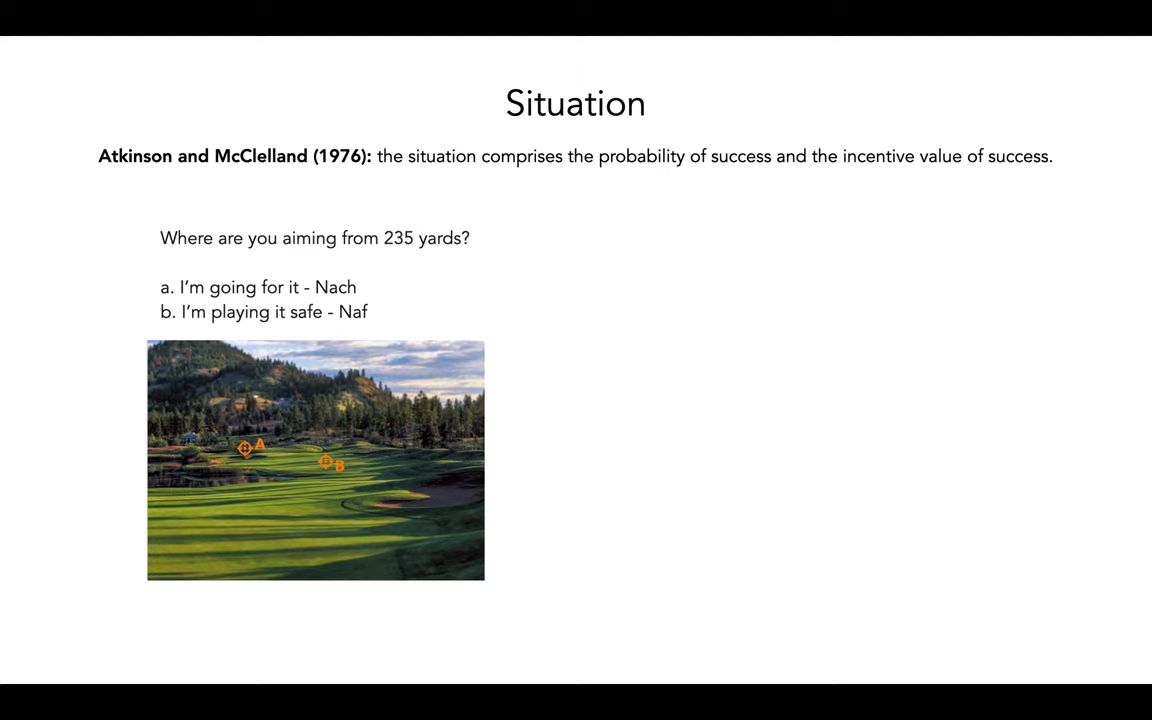 Situation
Atkinson and McClelland (1976): the situation comprises the probability of success and the incentive value of success.
Where are you aiming from 235 yards?
a. I’m going for it - Nach
b. I’m playing it safe - Naf
A
B